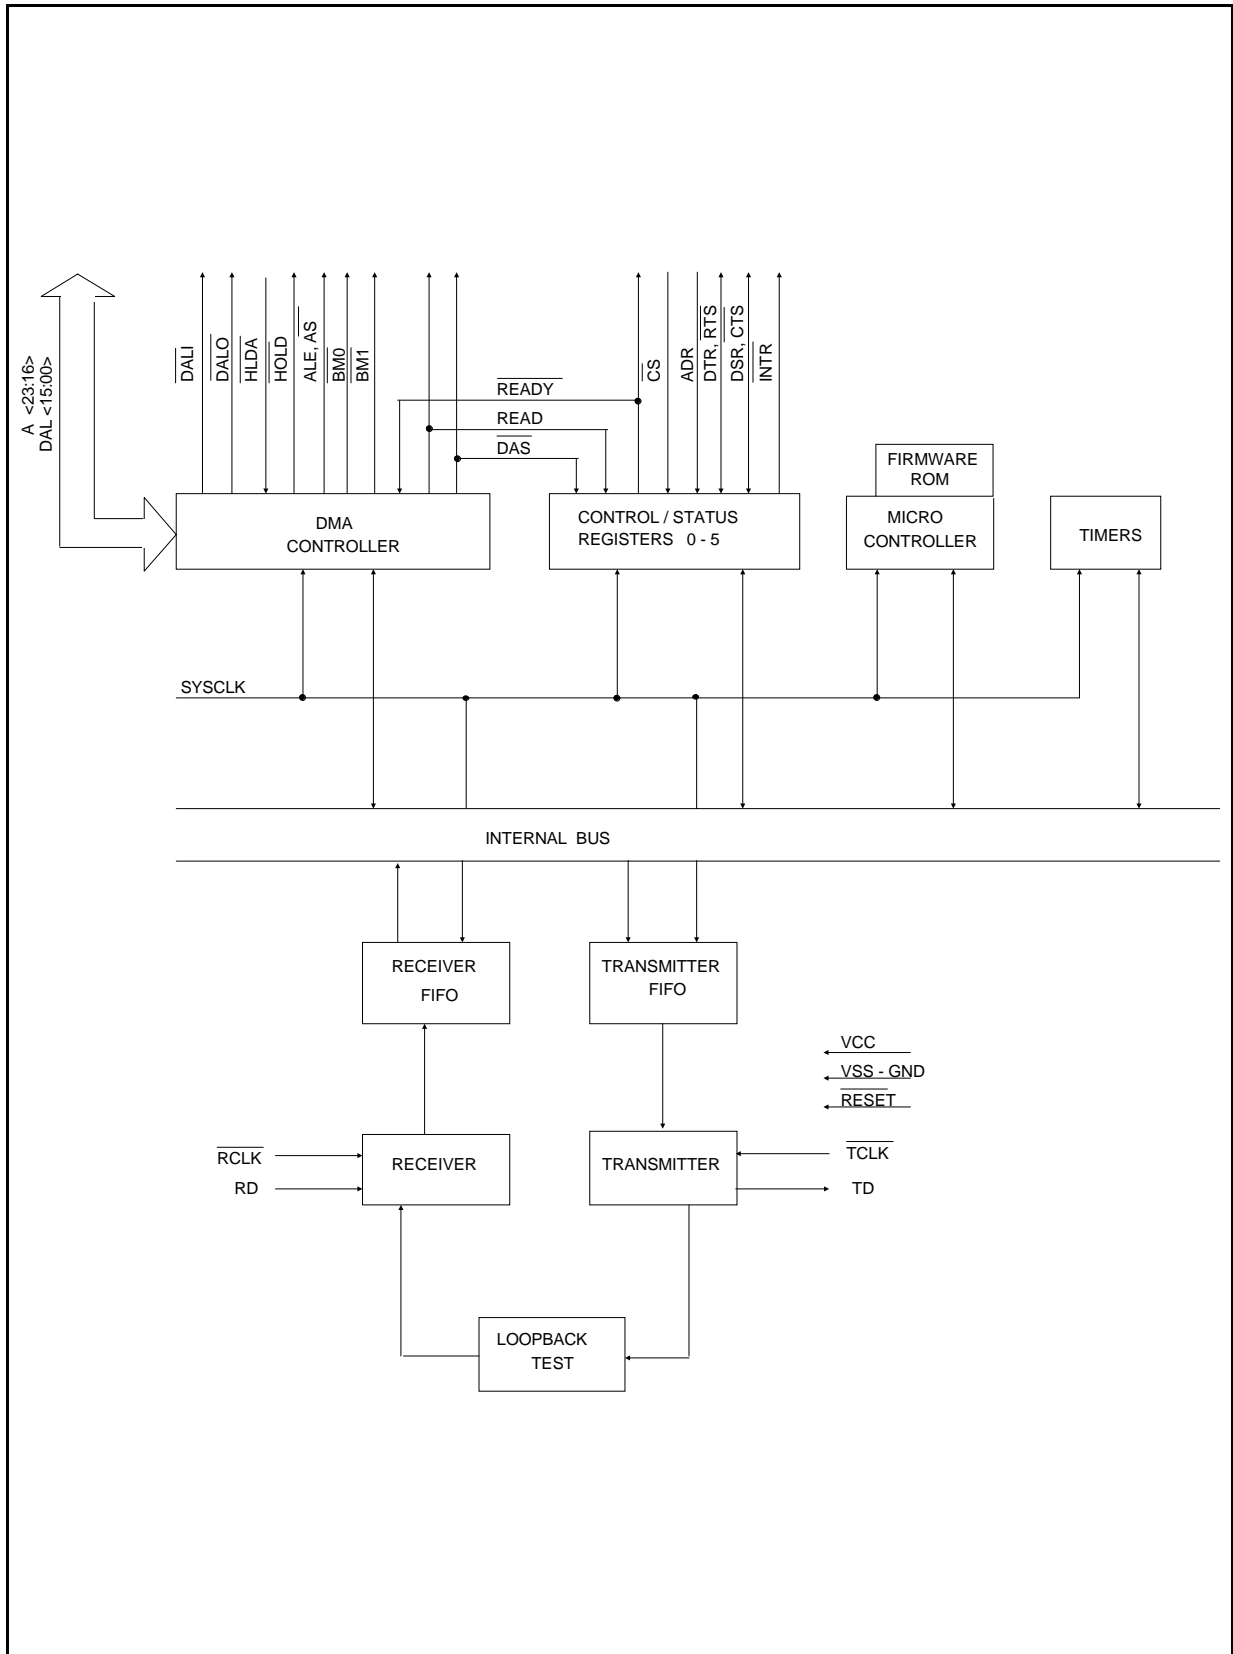 A <23:16>
DAL <15:00>
DALI
DALO
HLDA
HOLD
ALE, AS
BM0
BM1
READY
READ
DAS
CS
ADR
DTR, RTS
DSR, CTS
INTR
FIRMWARE
ROM
DMA
CONTROLLER
CONTROL / STATUS
REGISTERS 0 - 5
MICRO
CONTROLLER
TIMERS
SYSCLK
INTERNAL BUS
RECEIVER
FIFO
TRANSMITTER
FIFO
VCC
VSS - GND
RESET
RCLK
RD
RECEIVER
TRANSMITTER
TCLK
TD
LOOPBACK
TEST